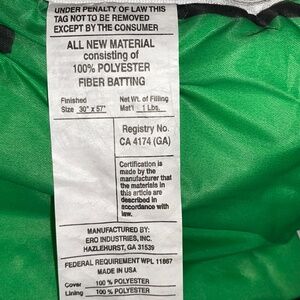 UNDER PENALTY OF LAW THIS
TAG NOT TO BE REMOVED
EXCEPT BY THE CONSUMER
ALL NEW MATERIAL
consisting of
100% POLYESTER
FIBER BATTING
Finished
Size 30" x 57"
Net Wt. of Filling
Mat'l 1 Lbs.
Registry No.
CA 4174 (GA)
Certification is
made by the
manufacturer that
the materials in
this article are
described in
accordance with
law.
MANUFACTURED BY:
ERO INDUSTRIES, INC.
HAZLEHURST, GA 31539
FEDERAL REQUIREMENT WPL 11867
MADE IN USA
Cover 100 % POLYESTER
Lining 100 % POLYESTER